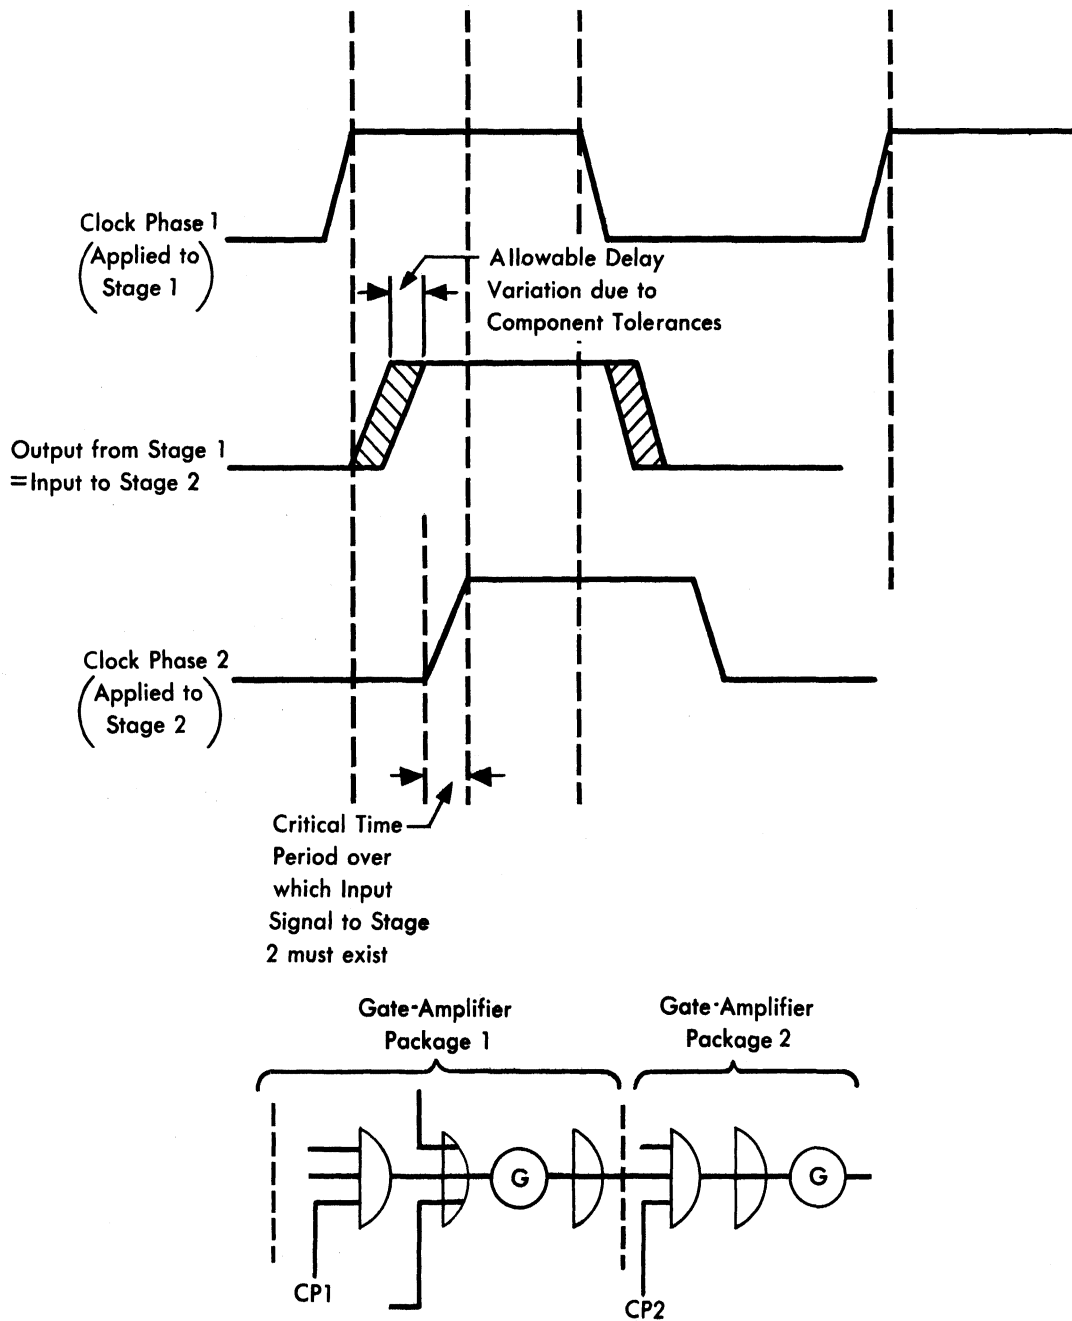 Clock Phase 1
(Applied to
Stage 1)
Allowable Delay
Variation due to
Component Tolerances
Output from Stage 1
=Input to Stage 2
Clock Phase 2
(Applied to
Stage 2)
Critical Time
Period over
which Input
Signal to Stage
2 must exist
Gate-Amplifier
Package 1
Gate-Amplifier
Package 2
G
G
CP1
CP2